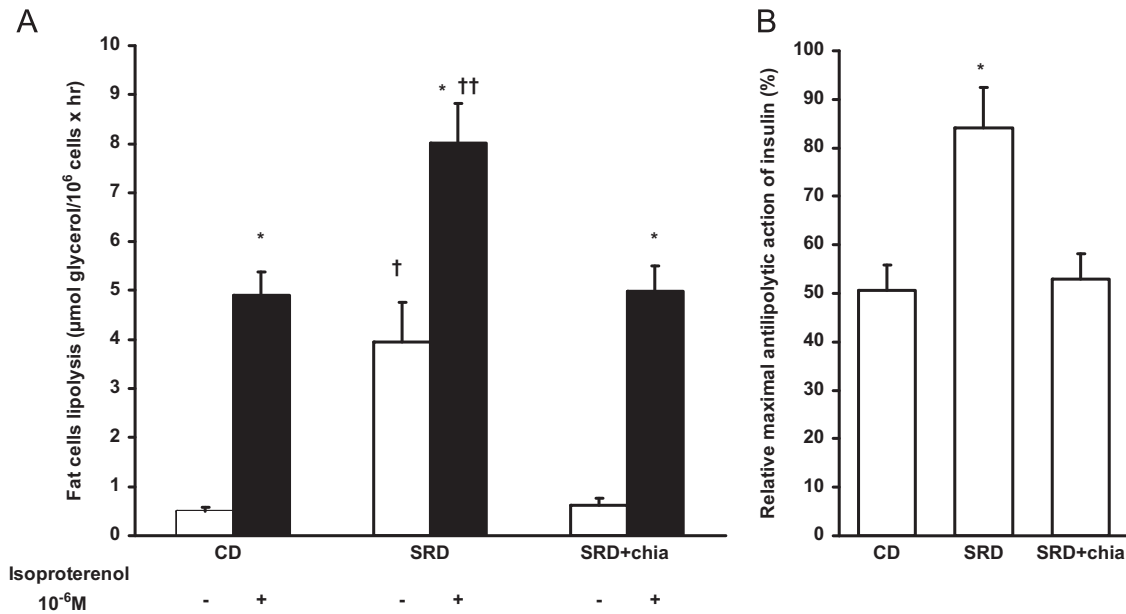 A
Fat cells lipolysis (µmol glycerol/10⁶ cells x hr)
10
9
8
7
6
5
4
3
2
1
0
*
†
* ††
*
CD
SRD
SRD+chia
Isoproterenol
10⁻⁶M
- + - + - +
B
Relative maximal antilipolytic action of insulin (%)
100
90
80
70
60
50
40
30
20
10
0
*
CD
SRD
SRD+chia